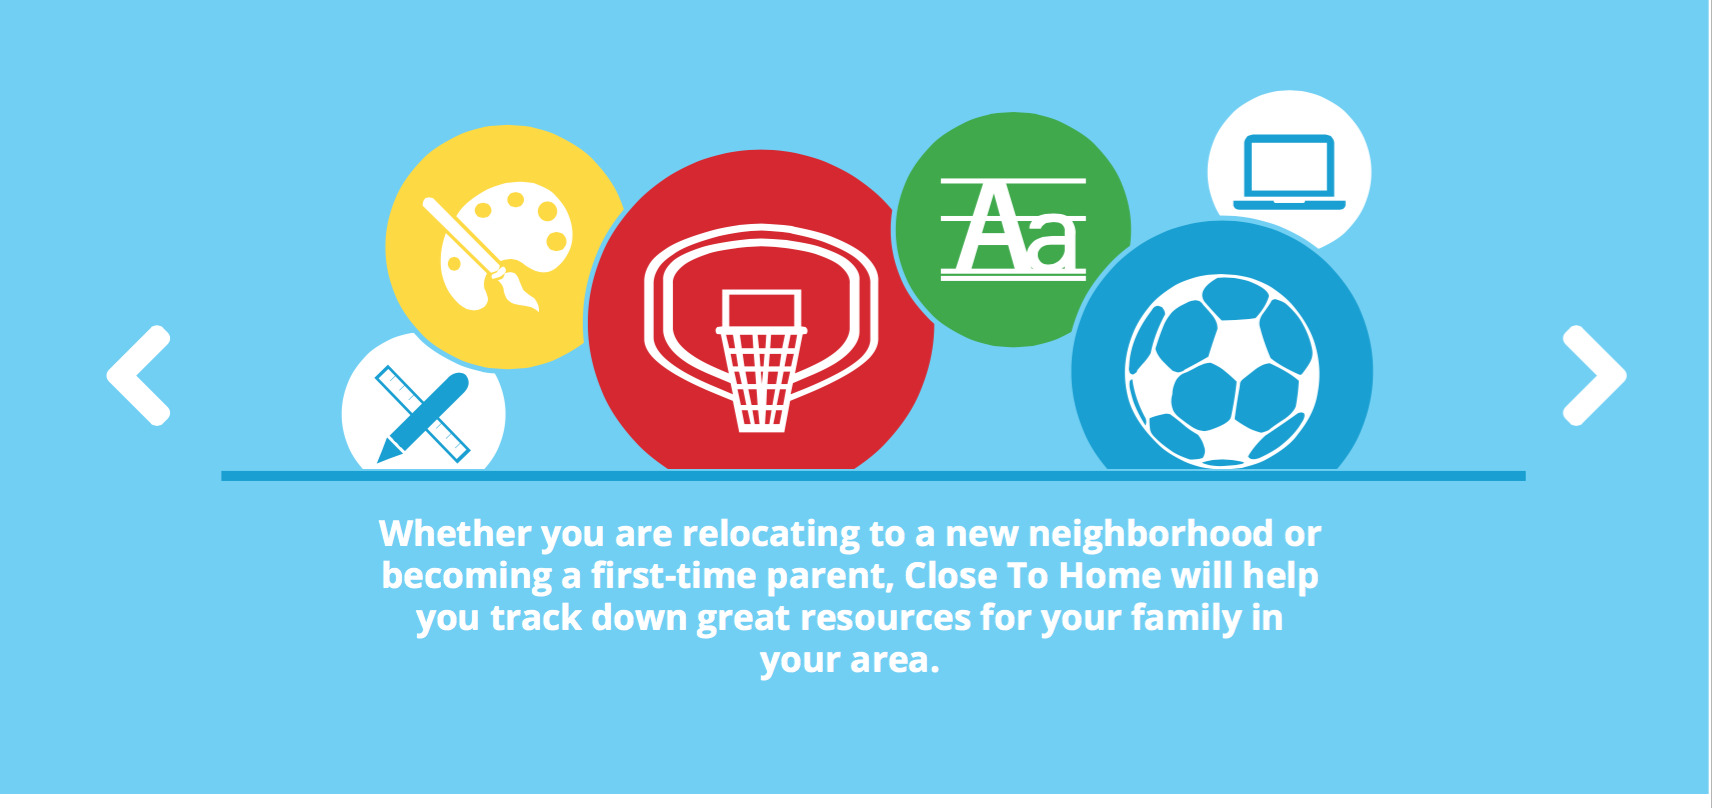 Aa
Whether you are relocating to a new neighborhood or
becoming a first-time parent, Close To Home will help
you track down great resources for your family in
your area.